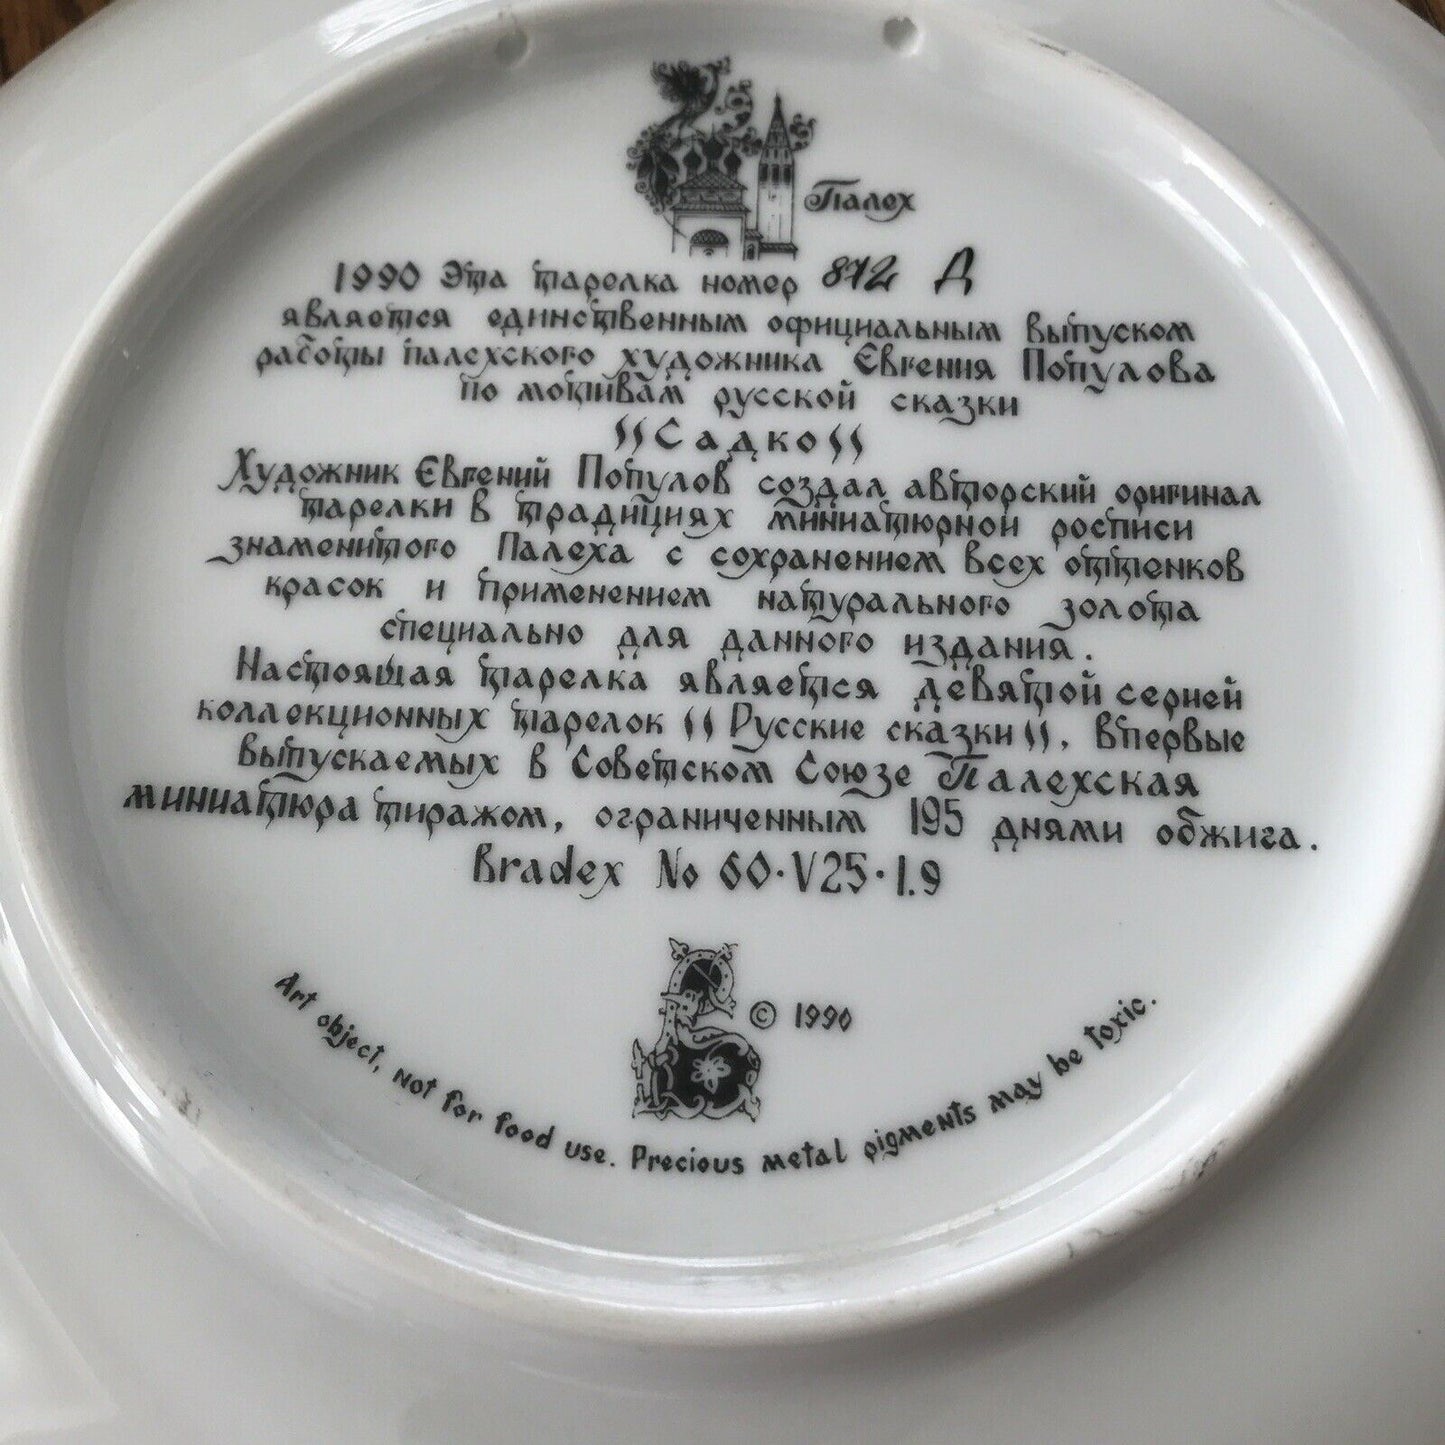 Палех
1990 Эта тарелка номер 872 Д
является единственным официальным выпуском
работы палехского художника Евгения Популова
по мотивам русской сказки
"Садко"
Художник Евгений Популов создал авторский оригинал
тарелки в традициях миниатюрной росписи
знаменитого Палеха с сохранением всех оттенков
красок и применением натурального золота
специально для данного издания.
Настоящая тарелка является девятой серией
коллекционных тарелок "Русские сказки", впервые
выпускаемых в Советском Союзе Палехская
миниатюра тиражом, ограниченным 195 днями обжига.
Bradex No 60·V25·1.9
© 1990
Art object, not for food use. Precious metal pigments may be toxic.